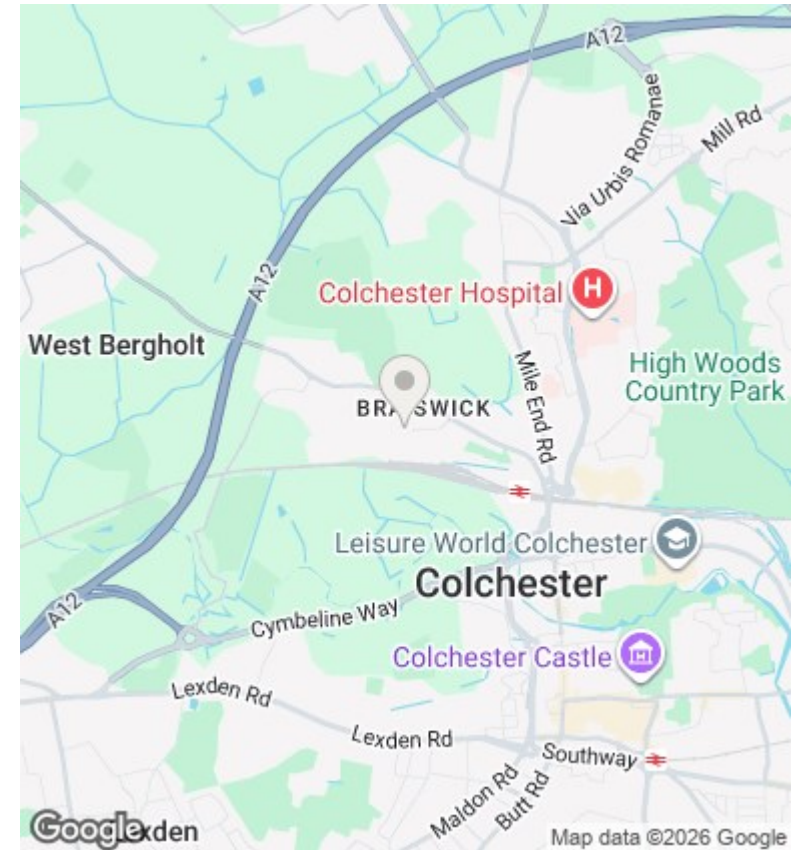 A12
Via Urbis Romanae
Mill Rd
A12
Colchester Hospital
H
West Bergholt
Mile End Rd
High Woods
Country Park
BRAISWICK
Leisure World Colchester
Colchester
A12
Cymbeline Way
Colchester Castle
Lexden Rd
Lexden Rd
Southway
Maldon Rd
Butt Rd
Google
Lexden
Map data ©2026 Google